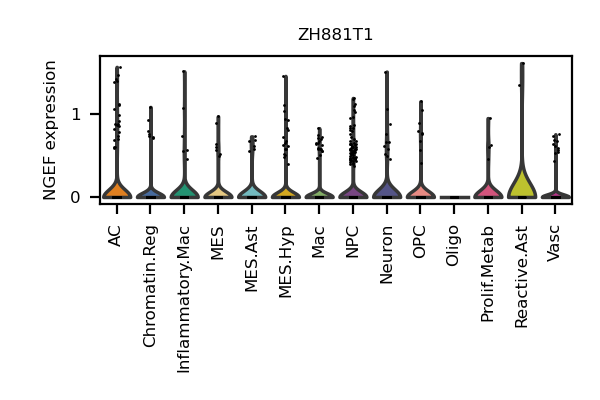 ZH881T1
NGEF expression
1
0
AC
Chromatin.Reg
Inflammatory.Mac
MES
MES.Ast
MES.Hyp
Mac
NPC
Neuron
OPC
Oligo
Prolif.Metab
Reactive.Ast
Vasc